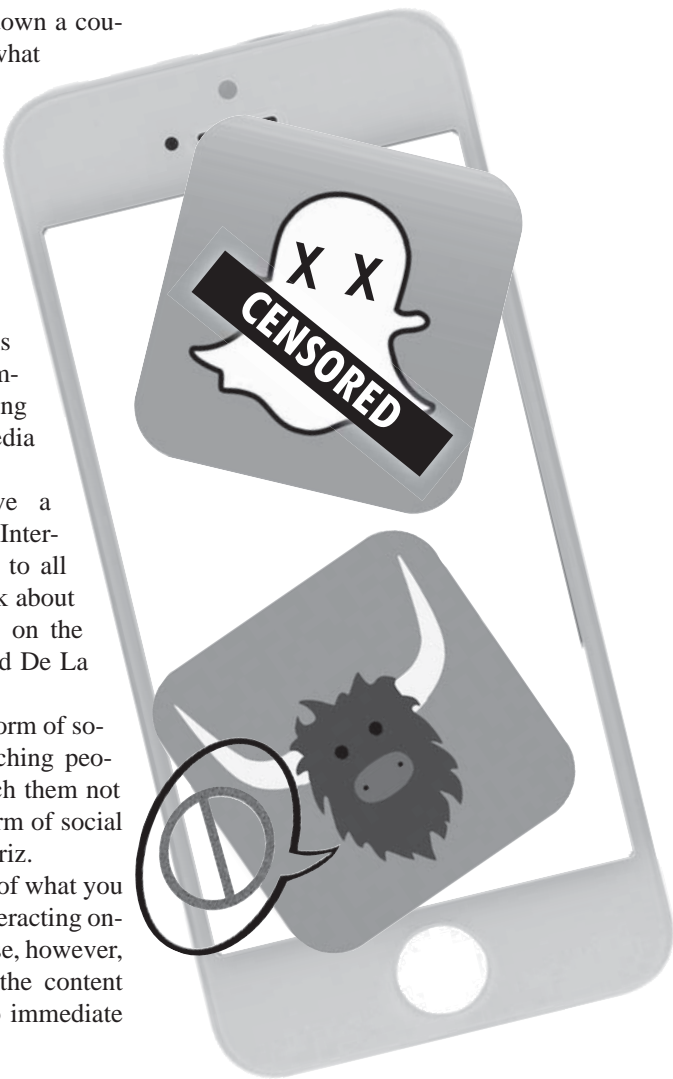 own a cou-
what
s
m-
ng
edia
ve a
Inter-
to all
k about
on the
d De La
orm of so-
ching peo-
ch them not
rm of social
riz.
of what you
eracting on-
se, however,
the content
o immediate
X X
CENSORED